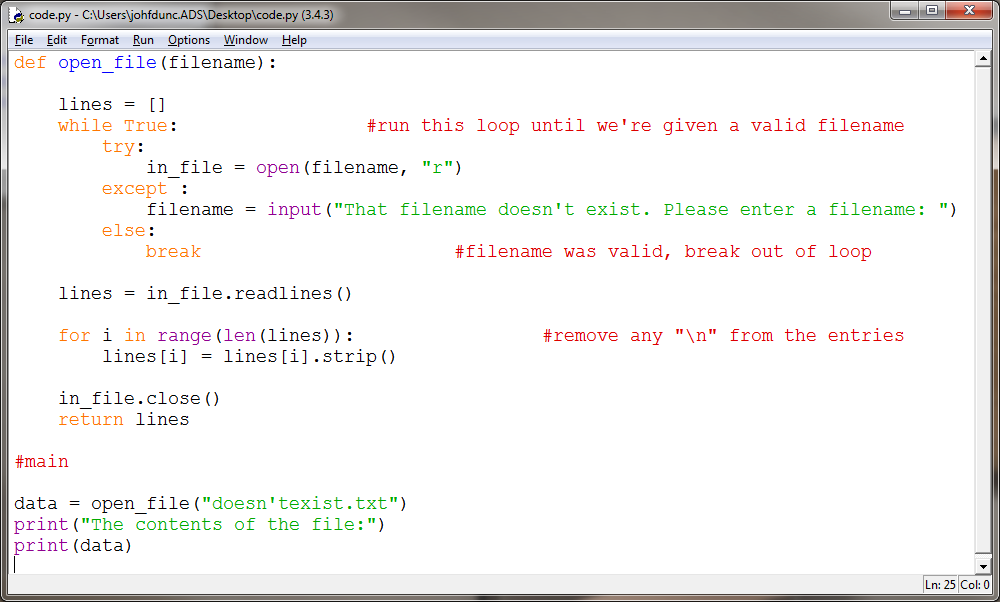 code.py - C:\Users\johfdunc.ADS\Desktop\code.py (3.4.3)
File Edit Format Run Options Window Help
def open_file(filename):
    lines = []
    while True:                 #run this loop until we're given a valid filename
        try:
            in_file = open(filename, "r")
        except :
            filename = input("That filename doesn't exist. Please enter a filename: ")
        else:
            break                       #filename was valid, break out of loop
    lines = in_file.readlines()
    for i in range(len(lines)):                 #remove any "\n" from the entries
        lines[i] = lines[i].strip()
    in_file.close()
    return lines
#main
data = open_file("doesn'texist.txt")
print("The contents of the file:")
print(data)
Ln: 25 Col: 0